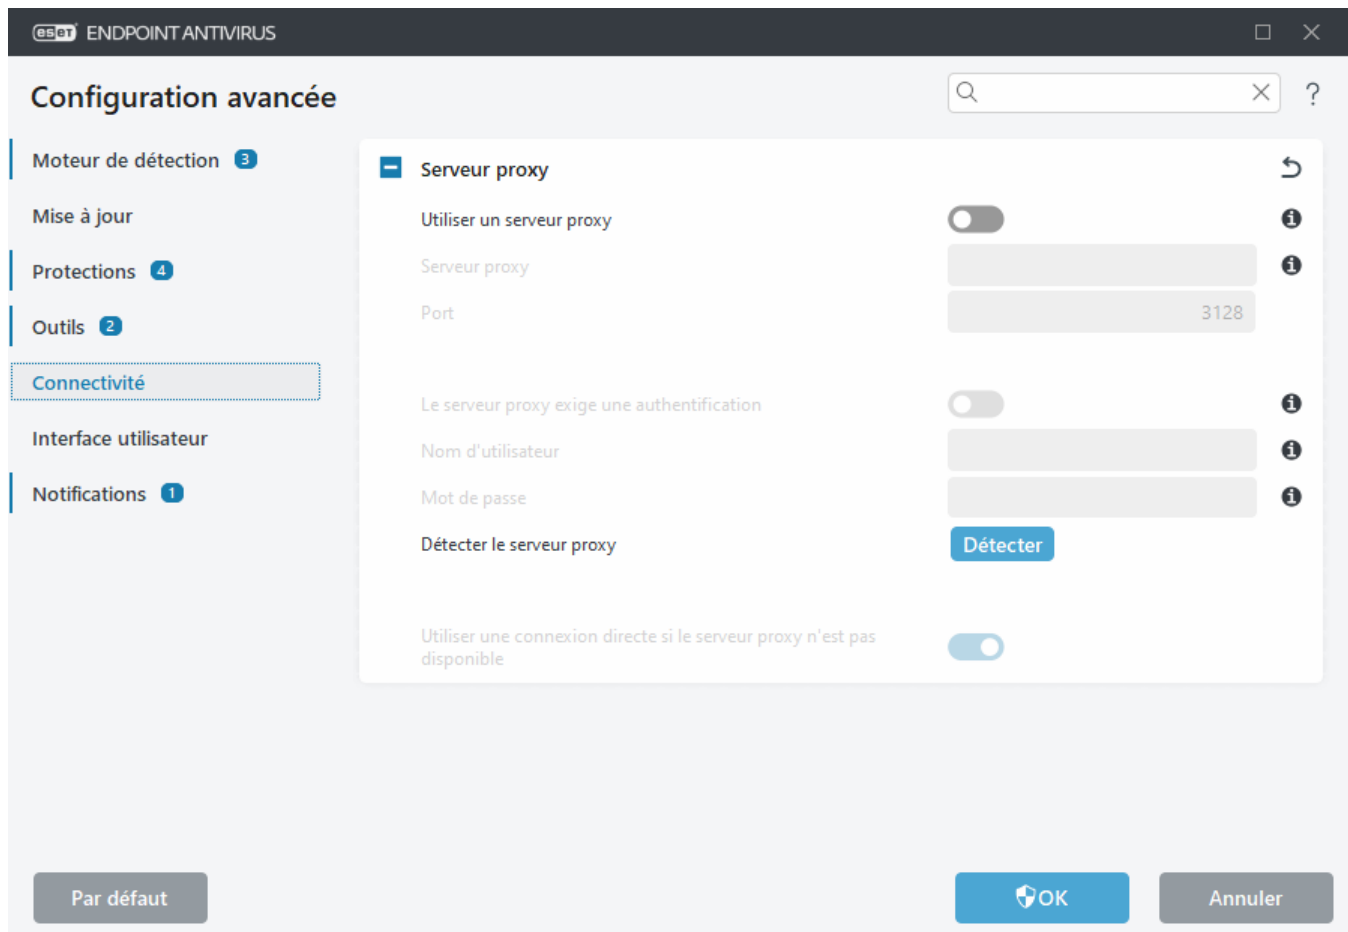 eset ENDPOINT ANTIVIRUS
Configuration avancée
?
Moteur de détection 3
Mise à jour
Protections 4
Outils 2
Connectivité
Interface utilisateur
Notifications 1
Serveur proxy
Utiliser un serveur proxy
Serveur proxy
Port 3128
Le serveur proxy exige une authentification
Nom d'utilisateur
Mot de passe
Détecter le serveur proxy Détecter
Utiliser une connexion directe si le serveur proxy n'est pas
disponible
Par défaut OK Annuler